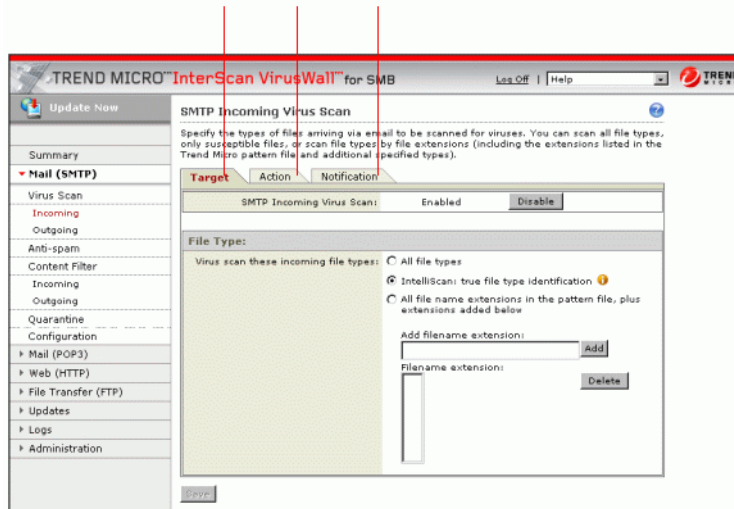 TREND MICRO™ InterScan VirusWall™ for SMB
Log Off | Help
TREND
MICRO
Update Now
Summary
Mail (SMTP)
Virus Scan
Incoming
Outgoing
Anti-spam
Content Filter
Incoming
Outgoing
Quarantine
Configuration
Mail (POP3)
Web (HTTP)
File Transfer (FTP)
Updates
Logs
Administration
SMTP Incoming Virus Scan
Specify the types of files arriving via email to be scanned for viruses. You can scan all file types,
only susceptible files, or scan file types by file extensions (including the extensions listed in the
Trend Micro pattern file and additional specified types).
Target Action Notification
SMTP Incoming Virus Scan: Enabled Disable
File Type:
Virus scan these incoming file types: All file types
IntelliScan: true file type identification
All file name extensions in the pattern file, plus
extensions added below
Add filename extension:
Add
Filename extension:
Delete
Save